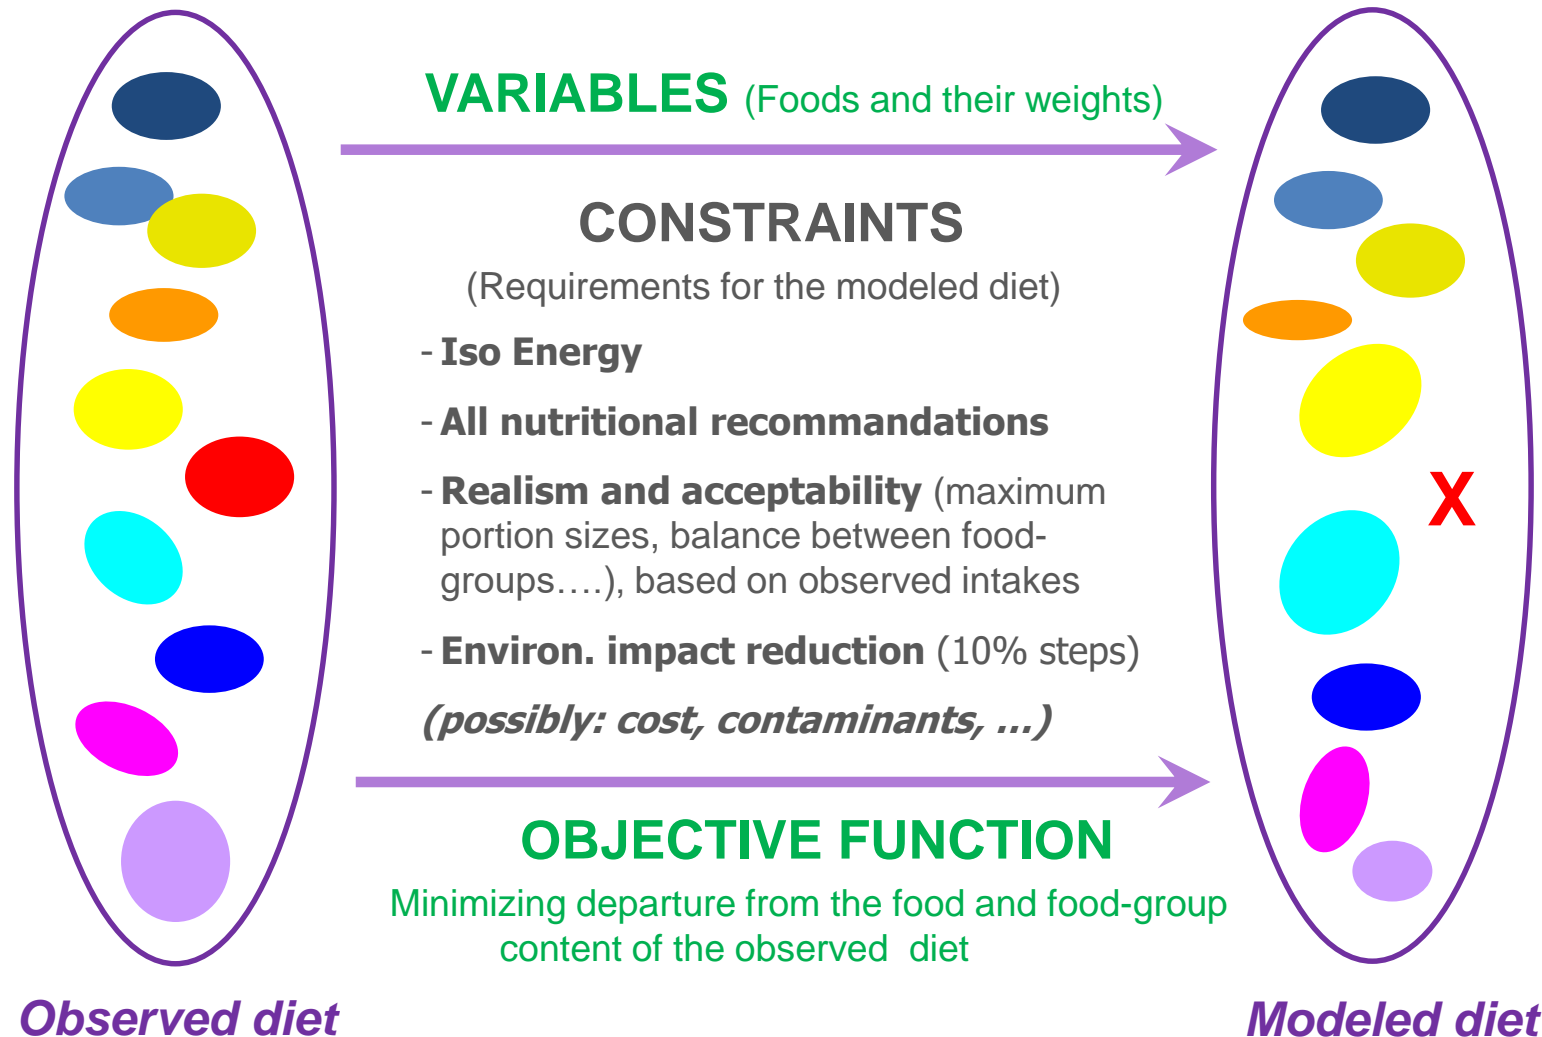 VARIABLES (Foods and their weights)
CONSTRAINTS
(Requirements for the modeled diet)
- Iso Energy
- All nutritional recommandations
- Realism and acceptability (maximum
portion sizes, balance between food-
groups….), based on observed intakes
- Environ. impact reduction (10% steps)
(possibly: cost, contaminants, …)
X
OBJECTIVE FUNCTION
Minimizing departure from the food and food-group
content of the observed diet
Observed diet
Modeled diet